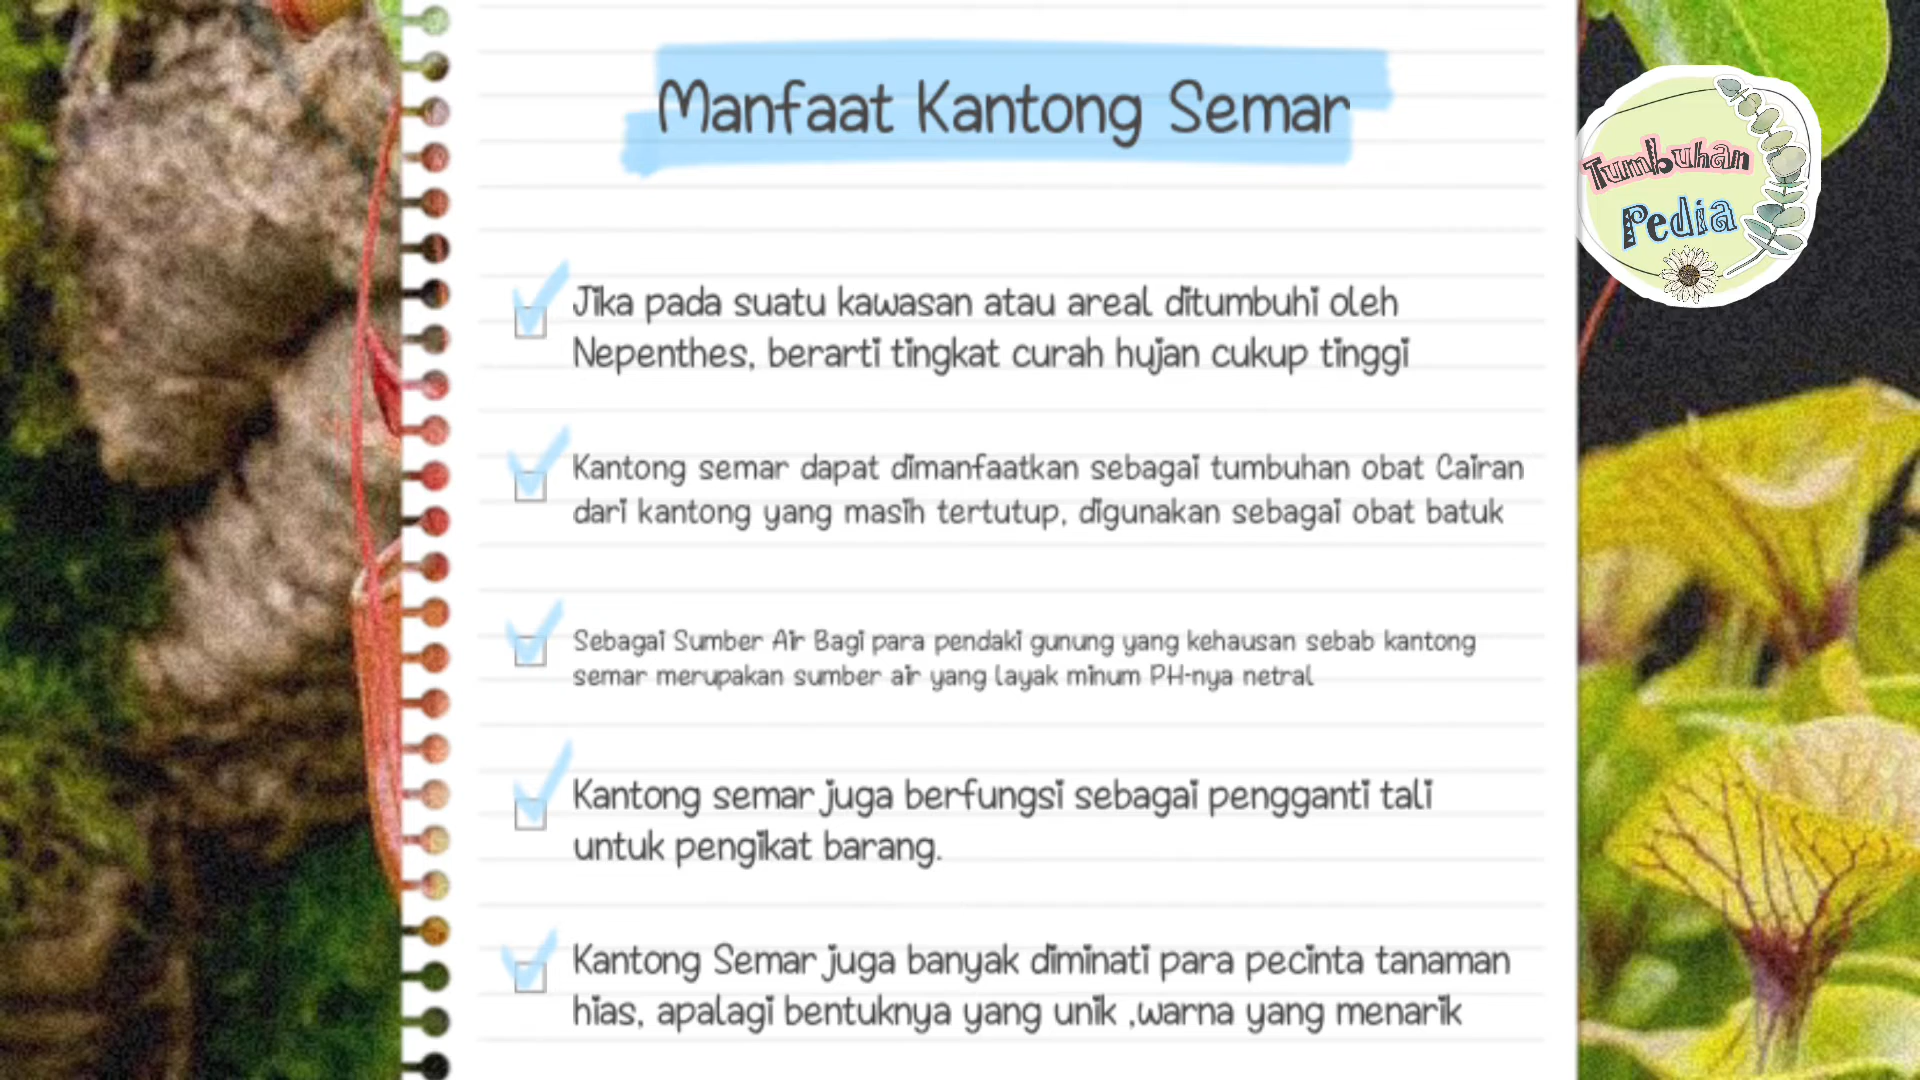 Manfaat Kantong Semar
Tumbuhan
Pedia
Jika pada suatu kawasan atau areal ditumbuhi oleh
Nepenthes, berarti tingkat curah hujan cukup tinggi
Kantong semar dapat dimanfaatkan sebagai tumbuhan obat Cairan
dari kantong yang masih tertutup, digunakan sebagai obat batuk
Sebagai Sumber Air Bagi para pendaki gunung yang kehausan sebab kantong
semar merupakan sumber air yang layak minum PH-nya netral
Kantong semar juga berfungsi sebagai pengganti tali
untuk pengikat barang.
Kantong Semar juga banyak diminati para pecinta tanaman
hias, apalagi bentuknya yang unik ,warna yang menarik